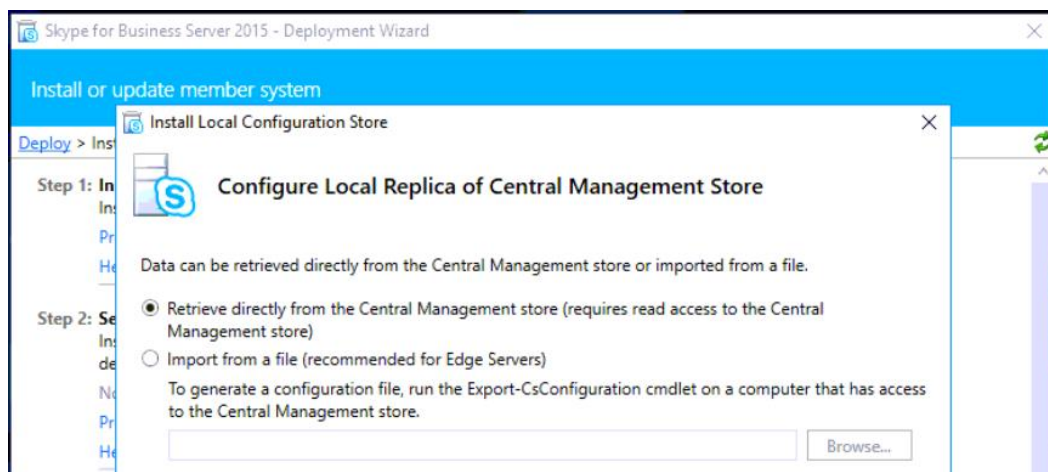 Skype for Business Server 2015 - Deployment Wizard
Install or update member system
Install Local Configuration Store
Deploy > Inst
Configure Local Replica of Central Management Store
Step 1: In
Ins
Pr
He
Data can be retrieved directly from the Central Management store or imported from a file.
Retrieve directly from the Central Management store (requires read access to the Central
Management store)
Step 2: Se
Ins
de
Import from a file (recommended for Edge Servers)
No
To generate a configuration file, run the Export-CsConfiguration cmdlet on a computer that has access
to the Central Management store.
Pr
He
Browse...